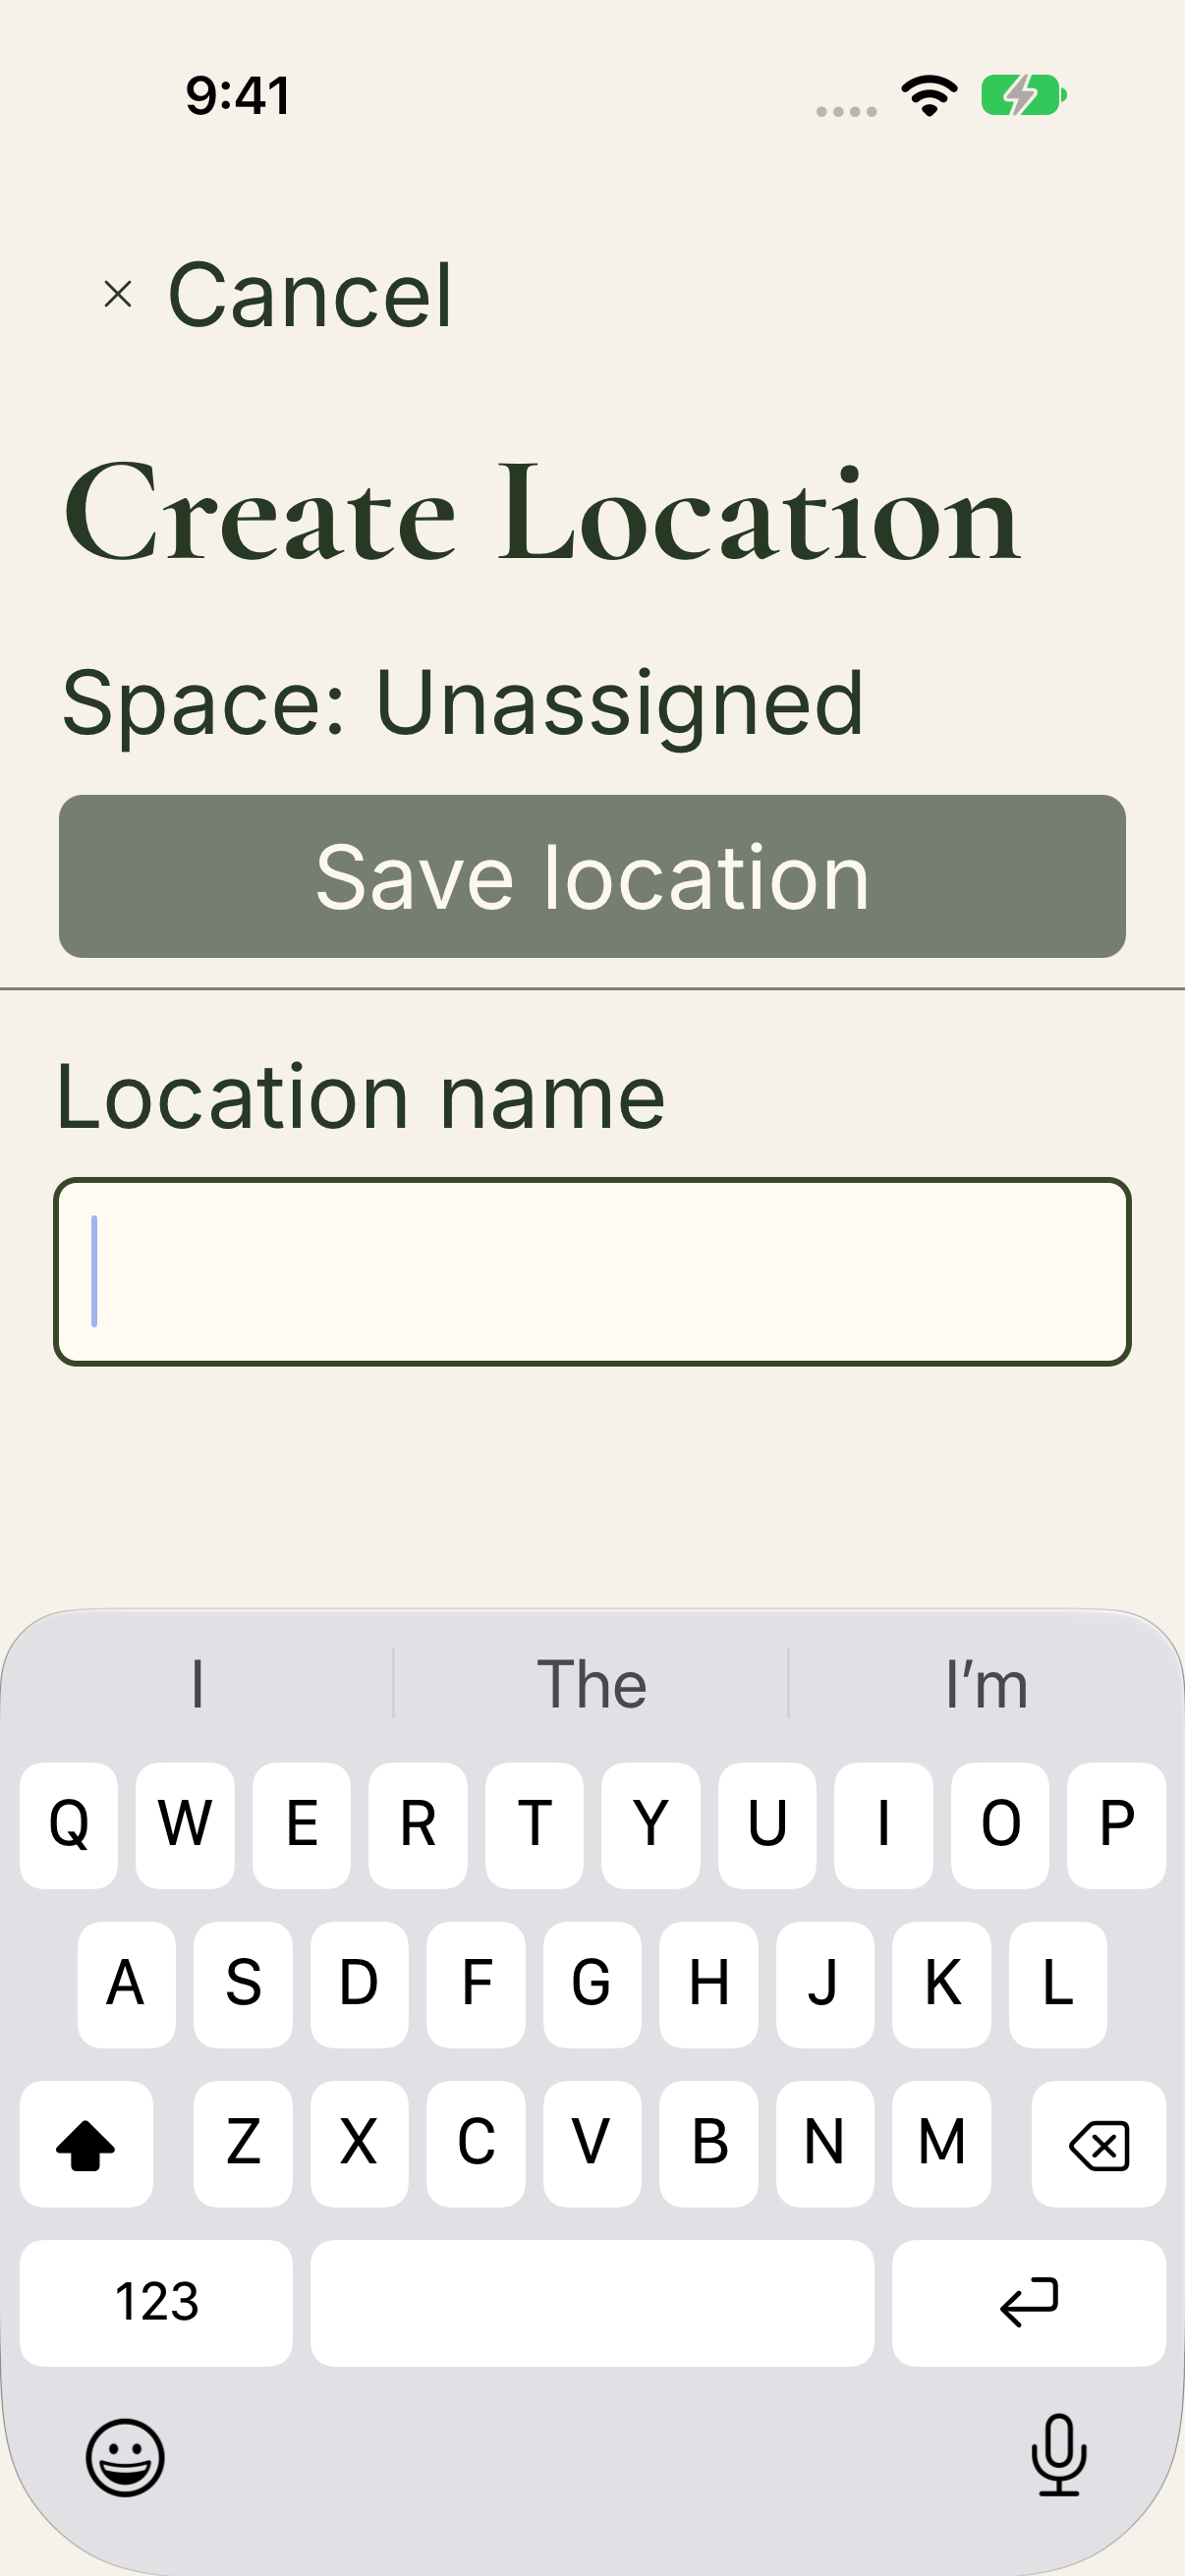 9:41
Cancel
Create Location
Space: Unassigned
Save location
Location name
I The I’m
Q W E R T Y U I O P
A S D F G H J K L
Z X C V B N M
123